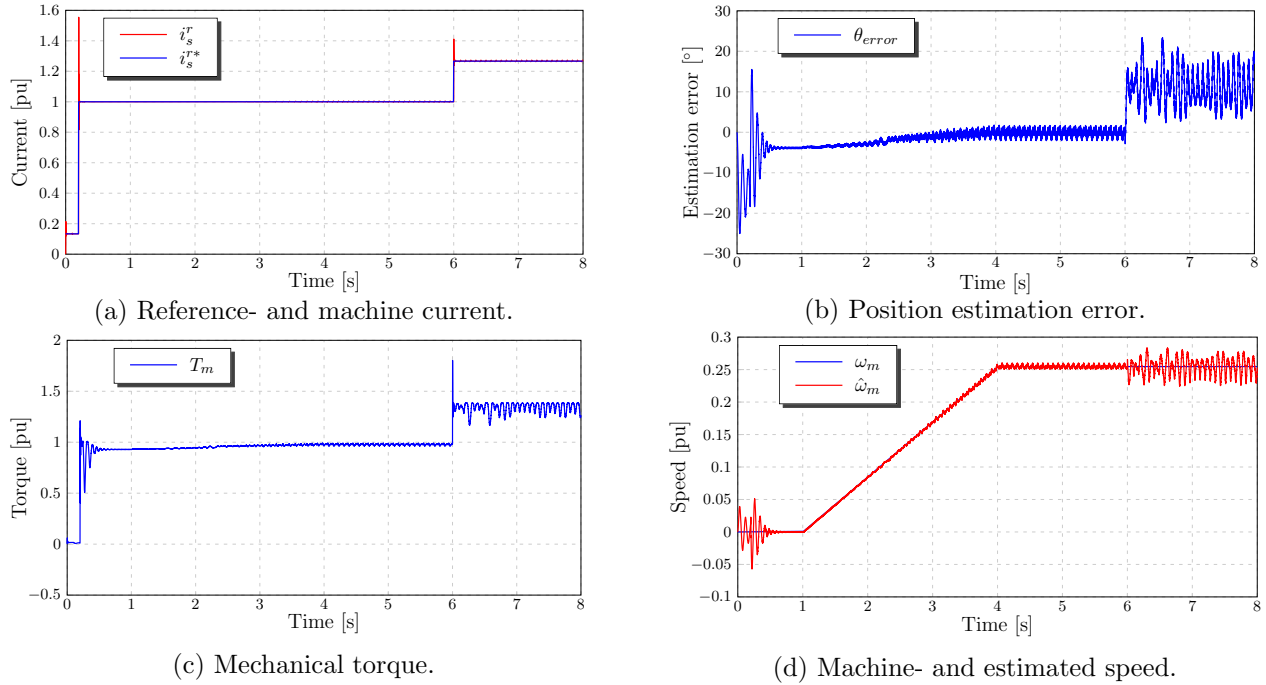 1.6
1.4
1.2
1
0.8
0.6
0.4
0.2
0
Current [pu]
i_s^r
i_s^{r*}
0 1 2 3 4 5 6 7 8
Time [s]
(a) Reference- and machine current.
30
20
10
0
−10
−20
−30
Estimation error [°]
θ_{error}
0 1 2 3 4 5 6 7 8
Time [s]
(b) Position estimation error.
2
1.5
1
0.5
0
−0.5
Torque [pu]
T_m
0 1 2 3 4 5 6 7 8
Time [s]
(c) Mechanical torque.
0.3
0.25
0.2
0.15
0.1
0.05
0
−0.05
−0.1
Speed [pu]
ω_m
ω̂_m
0 1 2 3 4 5 6 7 8
Time [s]
(d) Machine- and estimated speed.